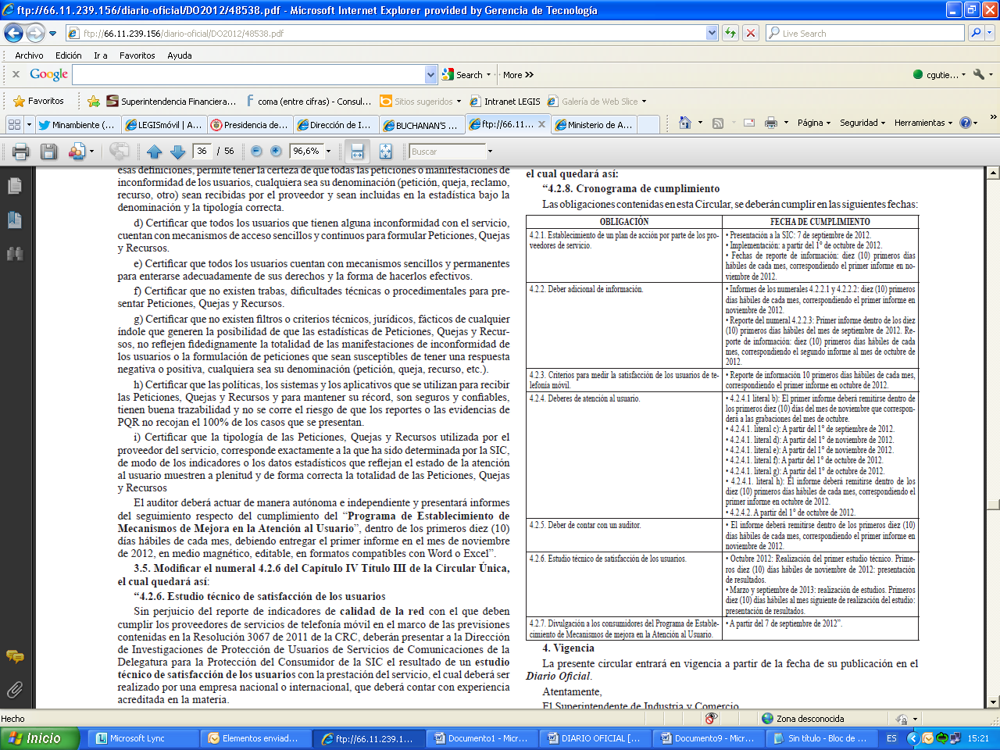 ftp://66.11.239.156/diario-oficial/DO2012/48538.pdf - Microsoft Internet Explorer provided by Gerencia de Tecnología
ftp://66.11.239.156/diario-oficial/DO2012/48538.pdf
Live Search
Archivo Edición Ir a Favoritos Ayuda
x Google Search More »
cgutie...
Favoritos Superintendencia Financiera... coma (entre cifras) - Consul... Sitios sugeridos Intranet LEGIS Galería de Web Slice
Minambiente (... LEGISmóvil | A... Presidencia de... Dirección de I... BUCHANAN'S ... ftp://66.11.... Ministerio de A...
Página Seguridad Herramientas
36 / 56 96,6% Buscar
esas definiciones, permite tener la certeza de que todas las peticiones o manifestaciones de
inconformidad de los usuarios, cualquiera sea su denominación (petición, queja, reclamo,
recurso, otro) sean recibidas por el proveedor y sean incluidas en la estadística bajo la
denominación y la tipología correcta.
d) Certificar que todos los usuarios que tienen alguna inconformidad con el servicio,
cuentan con mecanismos de acceso sencillos y continuos para formular Peticiones, Quejas
y Recursos.
e) Certificar que todos los usuarios cuentan con mecanismos sencillos y permanentes
para enterarse adecuadamente de sus derechos y la forma de hacerlos efectivos.
f) Certificar que no existen trabas, dificultades técnicas o procedimentales para pre-
sentar Peticiones, Quejas y Recursos.
g) Certificar que no existen filtros o criterios técnicos, jurídicos, fácticos de cualquier
índole que generen la posibilidad de que las estadísticas de Peticiones, Quejas y Recur-
sos, no reflejen fidedignamente la totalidad de las manifestaciones de inconformidad de
los usuarios o la formulación de peticiones que sean susceptibles de tener una respuesta
negativa o positiva, cualquiera sea su denominación (petición, queja, recurso, etc.).
h) Certificar que las políticas, los sistemas y los aplicativos que se utilizan para recibir
las Peticiones, Quejas y Recursos y para mantener su récord, son seguros y confiables,
tienen buena trazabilidad y no se corre el riesgo de que los reportes o las evidencias de
PQR no recojan el 100% de los casos que se presentan.
i) Certificar que la tipología de las Peticiones, Quejas y Recursos utilizada por el
proveedor del servicio, corresponde exactamente a la que ha sido determinada por la SIC,
de modo de los indicadores o los datos estadísticos que reflejan el estado de la atención
al usuario muestren a plenitud y de forma correcta la totalidad de las Peticiones, Quejas
y Recursos
El auditor deberá actuar de manera autónoma e independiente y presentará informes
del seguimiento respecto del cumplimiento del “Programa de Establecimiento de
Mecanismos de Mejora en la Atención al Usuario”, dentro de los primeros diez (10)
días hábiles de cada mes, debiendo entregar el primer informe en el mes de noviembre
de 2012, en medio magnético, editable, en formatos compatibles con Word o Excel”.
3.5. Modificar el numeral 4.2.6 del Capítulo IV Título III de la Circular Única,
el cual quedará así:
“4.2.6. Estudio técnico de satisfacción de los usuarios
Sin perjuicio del reporte de indicadores de calidad de la red con el que deben
cumplir los proveedores de servicios de telefonía móvil en el marco de las previsiones
contenidas en la Resolución 3067 de 2011 de la CRC, deberán presentar a la Dirección
de Investigaciones de Protección de Usuarios de Servicios de Comunicaciones de la
Delegatura para la Protección del Consumidor de la SIC el resultado de un estudio
técnico de satisfacción de los usuarios con la prestación del servicio, el cual deberá ser
realizado por una empresa nacional o internacional, que deberá contar con experiencia
acreditada en la materia.
el cual quedará así:
“4.2.8. Cronograma de cumplimiento
Las obligaciones contenidas en esta Circular, se deberán cumplir en las siguientes fechas:
OBLIGACIÓN FECHA DE CUMPLIMIENTO
4.2.1. Establecimiento de un plan de acción por parte de los pro-
veedores de servicio.
• Presentación a la SIC: 7 de septiembre de 2012.
• Implementación: a partir del 1° de octubre de 2012.
• Fechas de reporte de información: diez (10) primeros días
hábiles de cada mes, correspondiendo el primer informe en no-
viembre de 2012.
4.2.2. Deber adicional de información.
• Informes de los numerales 4.2.2.1 y 4.2.2.2: diez (10) primeros
días hábiles de cada mes, correspondiendo el primer informe en
noviembre de 2012.
• Reporte del numeral 4.2.2.3: Primer informe dentro de los diez
(10) primeros días hábiles del mes de septiembre de 2012. Re-
porte de información: diez (10) primeros días hábiles de cada
mes, correspondiendo el segundo informe al mes de octubre de
2012.
4.2.3. Criterios para medir la satisfacción de los usuarios de te-
lefonía móvil.
• Reporte de información 10 primeros días hábiles de cada mes,
correspondiendo el primer informe en octubre de 2012.
4.2.4. Deberes de atención al usuario.
• 4.2.4.1 literal b): El primer informe deberá remitirse dentro de
los primeros diez (10) días del mes de noviembre que correspon-
derá a las grabaciones del mes de octubre.
• 4.2.4.1. literal c): A partir del 1° de septiembre de 2012.
• 4.2.4.1. literal d): A partir del 1° de noviembre de 2012.
• 4.2.4.1. literal e): A partir del 1° de noviembre de 2012.
• 4.2.4.1. literal f): A partir del 1° de octubre de 2012.
• 4.2.4.1. literal g): A partir del 1° de octubre de 2012.
• 4.2.4.1. literal h): El informe deberá remitirse dentro de los
diez (10) primeros días hábiles de cada mes, correspondiendo el
primer informe en octubre de 2012.
• 4.2.4.2. A partir del 1° de octubre de 2012.
4.2.5. Deber de contar con un auditor.
• El informe deberá remitirse dentro de los primeros diez (10)
días hábiles de cada mes, correspondiendo el primer informe en
noviembre de 2012.
4.2.6. Estudio técnico de satisfacción de los usuarios.
• Octubre 2012: Realización del primer estudio técnico. Prime-
ros diez (10) días hábiles de noviembre de 2012: presentación
de resultados.
• Marzo y septiembre de 2013: realización de estudios. Primeros
diez (10) días hábiles al mes siguiente de realización del estudio:
presentación de resultados.
4.2.7. Divulgación a los consumidores del Programa de Estable-
cimiento de Mecanismos de mejora en la Atención al Usuario.
• A partir del 7 de septiembre de 2012”.
4. Vigencia
La presente circular entrará en vigencia a partir de la fecha de su publicación en el
Diario Oficial.
Atentamente,
El Superintendente de Industria y Comercio
Hecho Zona desconocida
Inicio Microsoft Lync Elementos enviad... ftp://66.11.239.1... Documento1 - Micr... DIARIO OFICIAL [... Documento9 - Micr... Sin título - Bloc de ... ES 15:21